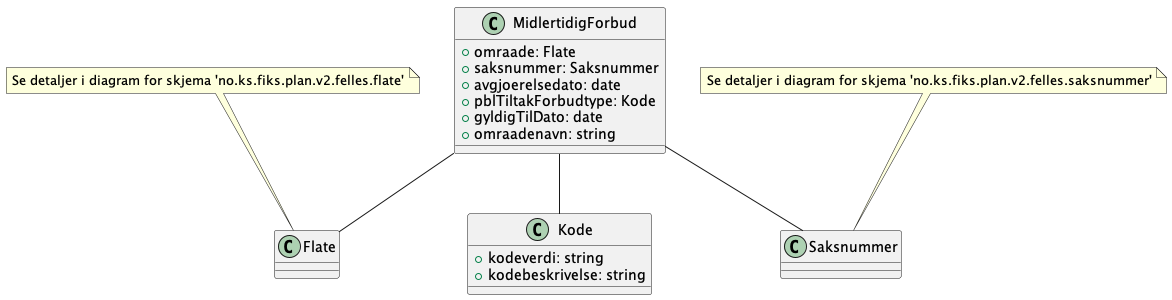 C MidlertidigForbud
omraade: Flate
saksnummer: Saksnummer
avgjoerelsedato: date
pblTiltakForbudtype: Kode
gyldigTilDato: date
omraadenavn: string
Se detaljer i diagram for skjema 'no.ks.fiks.plan.v2.felles.flate'
Se detaljer i diagram for skjema 'no.ks.fiks.plan.v2.felles.saksnummer'
C Flate
C Kode
kodeverdi: string
kodebeskrivelse: string
C Saksnummer